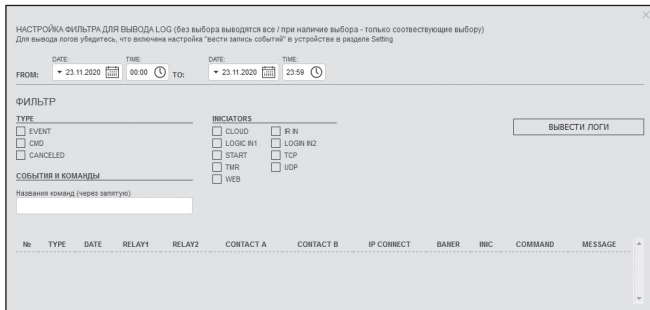 НАСТРОЙКА ФИЛЬТРА ДЛЯ ВЫВОДА LOG (без выбора выводятся все / при наличие выбора - только соотвествующие выбору)
Для вывода логов убедитесь, что включена настройка "вести запись событий" в устройстве в разделе Setting
DATE: TIME: DATE: TIME:
FROM: 23.11.2020 00:00 TO: 23.11.2020 23:59
ФИЛЬТР
TYPE INICIATORS
EVENT CLOUD IR IN
CMD LOGIC IN1 LOGIN IN2
CANCELED START TCP
TMR UDP
WEB
ВЫВЕСТИ ЛОГИ
СОБЫТИЯ И КОМАНДЫ
Названия команд (через запятую)
№ TYPE DATE RELAY1 RELAY2 CONTACT A CONTACT B IP CONNECT BANER INIC COMMAND MESSAGE